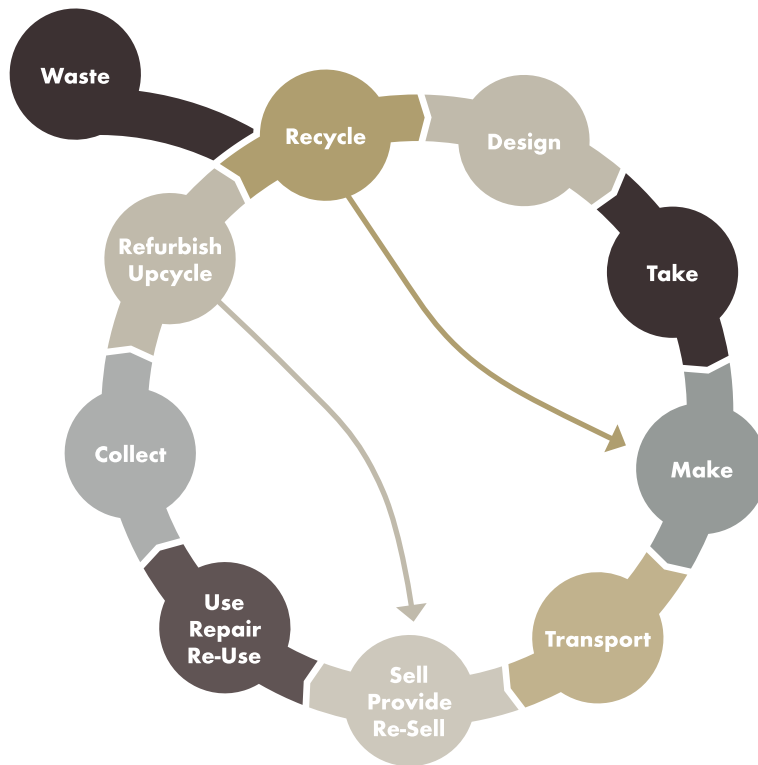 Waste
Recycle
Design
Take
Make
Transport
Sell
Provide
Re-Sell
Use
Repair
Re-Use
Collect
Refurbish
Upcycle